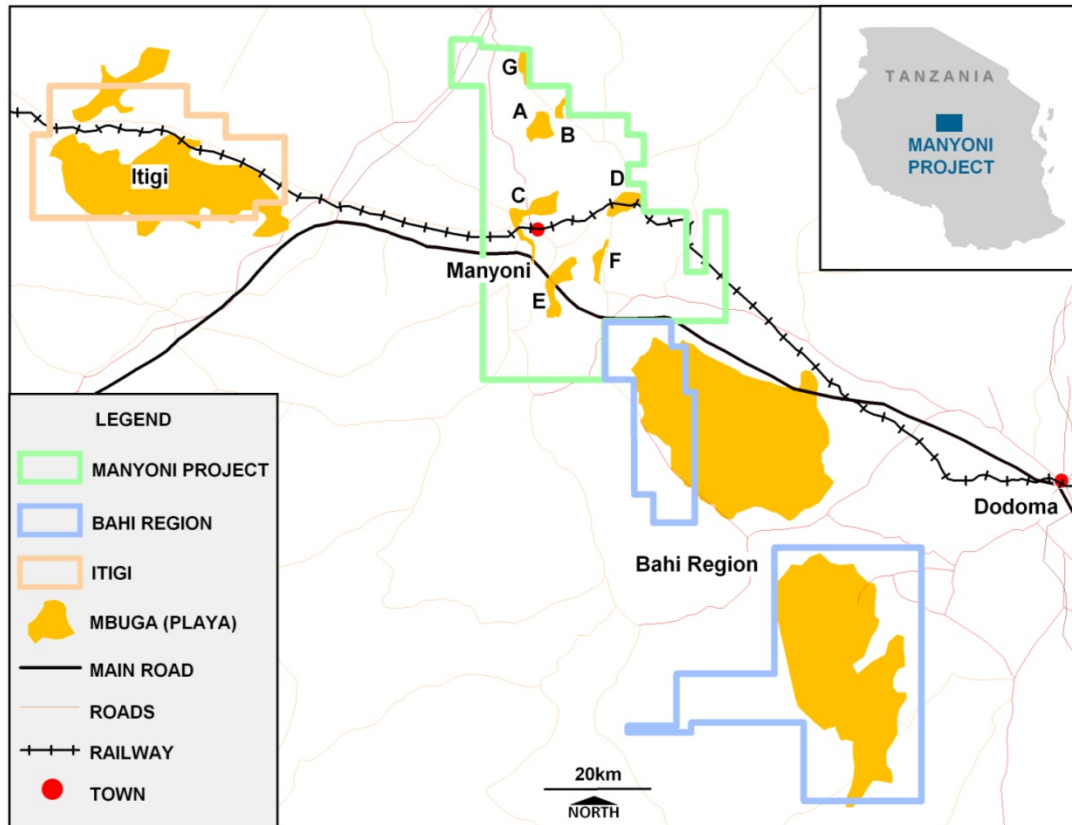 TANZANIA
MANYONI
PROJECT
G
A
B
Itigi
C
D
Manyoni
F
E
LEGEND
MANYONI PROJECT
BAHI REGION
ITIGI
MBUGA (PLAYA)
MAIN ROAD
ROADS
RAILWAY
TOWN
Dodoma
Bahi Region
20km
NORTH